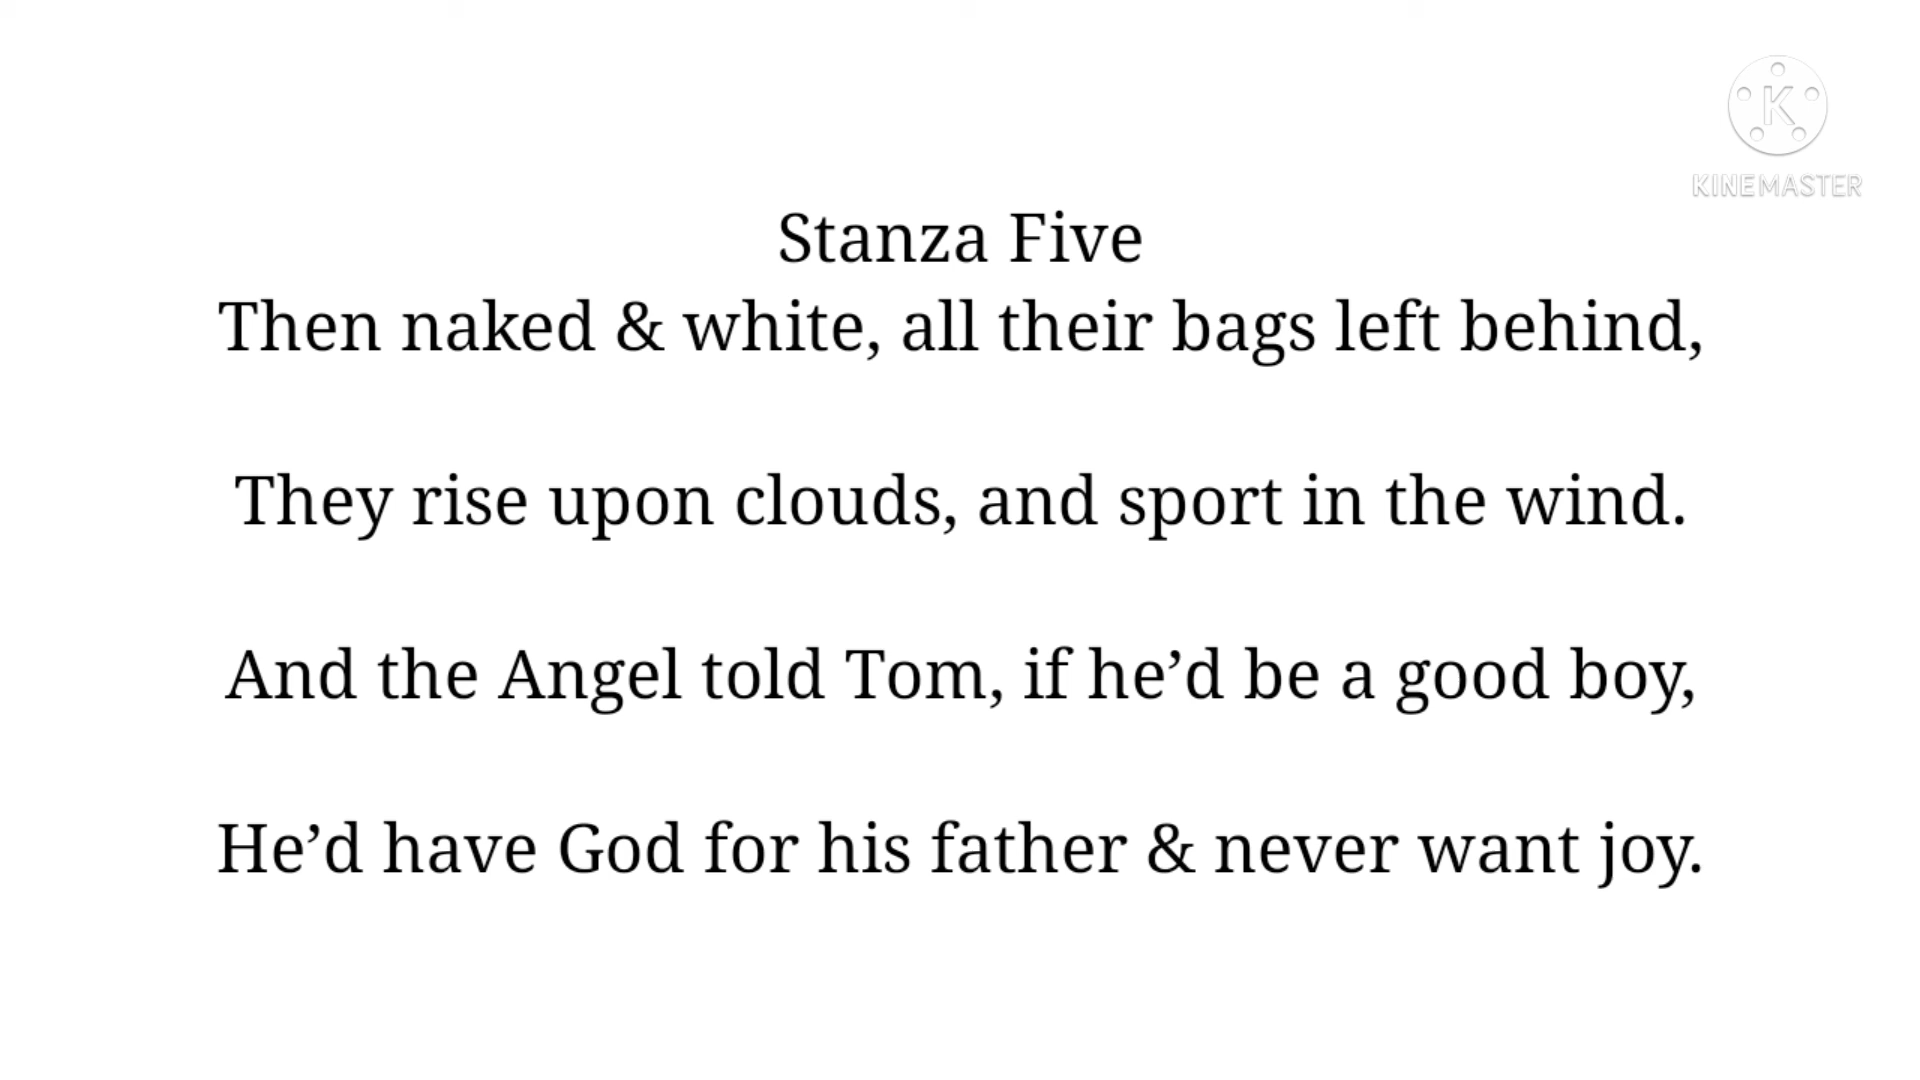 K
KINEMASTER
Stanza Five
Then naked & white, all their bags left behind,
They rise upon clouds, and sport in the wind.
And the Angel told Tom, if he’d be a good boy,
He’d have God for his father & never want joy.